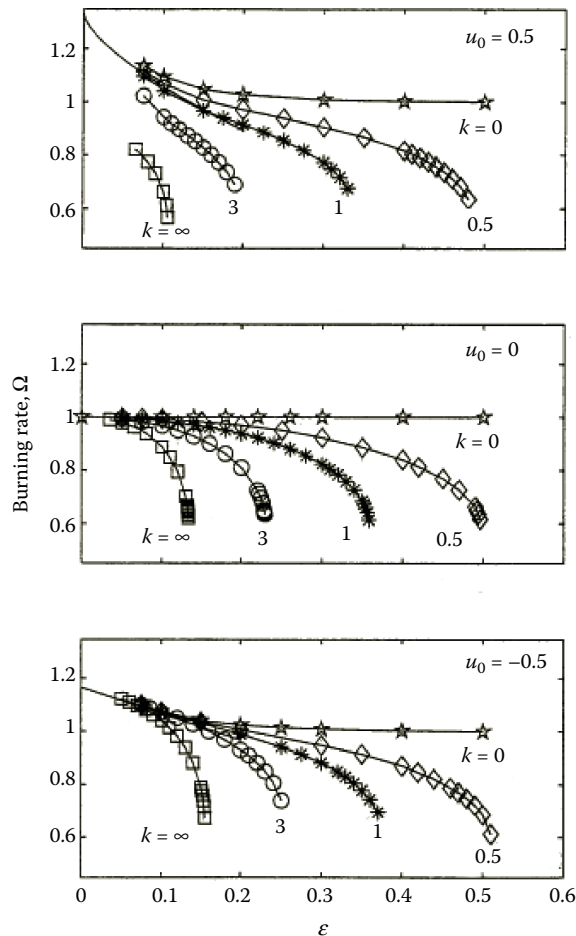 u₀ = 0.5
1.2
1
0.8
0.6
k = 0
k = ∞
3
1
0.5
Burning rate, Ω
u₀ = 0
1.2
1
0.8
0.6
k = 0
k = ∞
3
1
0.5
u₀ = −0.5
1.2
1
0.8
0.6
k = 0
k = ∞
3
1
0.5
0
0.1
0.2
0.3
0.4
0.5
0.6
ε